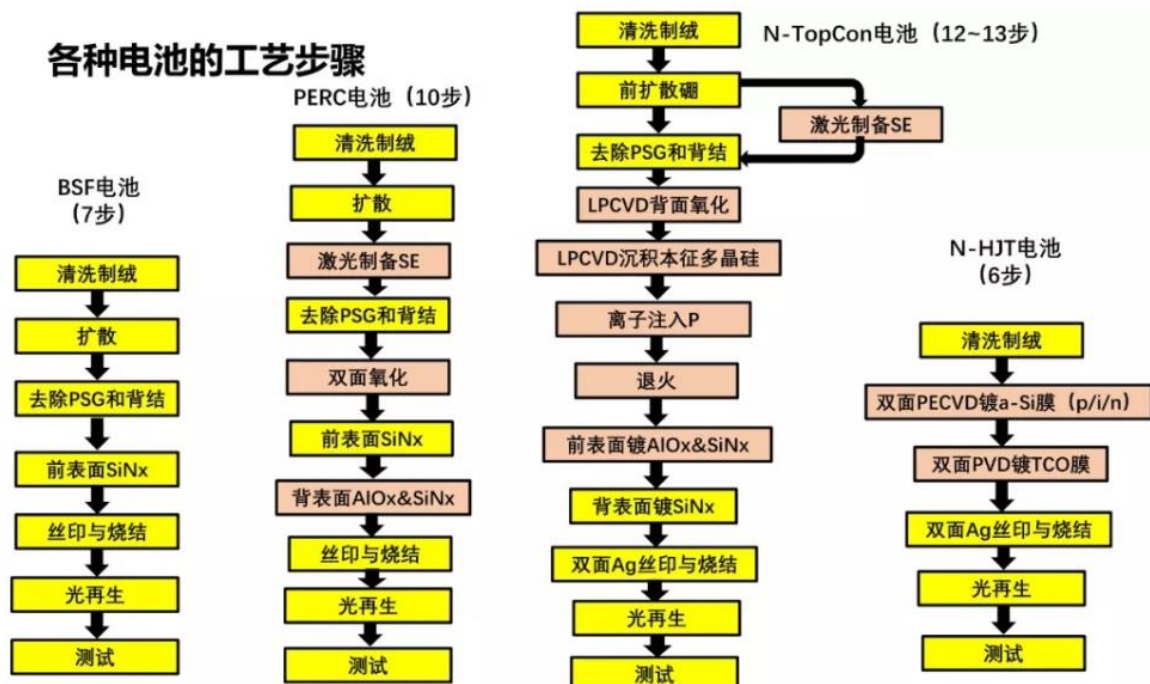 各种电池的工艺步骤
BSF电池
(7步)
清洗制绒
扩散
去除PSG和背结
前表面SiNx
丝印与烧结
光再生
测试
PERC电池（10步）
清洗制绒
扩散
激光制备SE
去除PSG和背结
双面氧化
前表面SiNx
背表面AlOx&SiNx
丝印与烧结
光再生
测试
N-TopCon电池（12~13步）
清洗制绒
前扩散硼
激光制备SE
去除PSG和背结
LPCVD背面氧化
LPCVD沉积本征多晶硅
离子注入P
退火
前表面镀AlOx&SiNx
背表面镀SiNx
双面Ag丝印与烧结
光再生
测试
N-HJT电池
(6步)
清洗制绒
双面PECVD镀a-Si膜（p/i/n）
双面PVD镀TCO膜
双面Ag丝印与烧结
光再生
测试